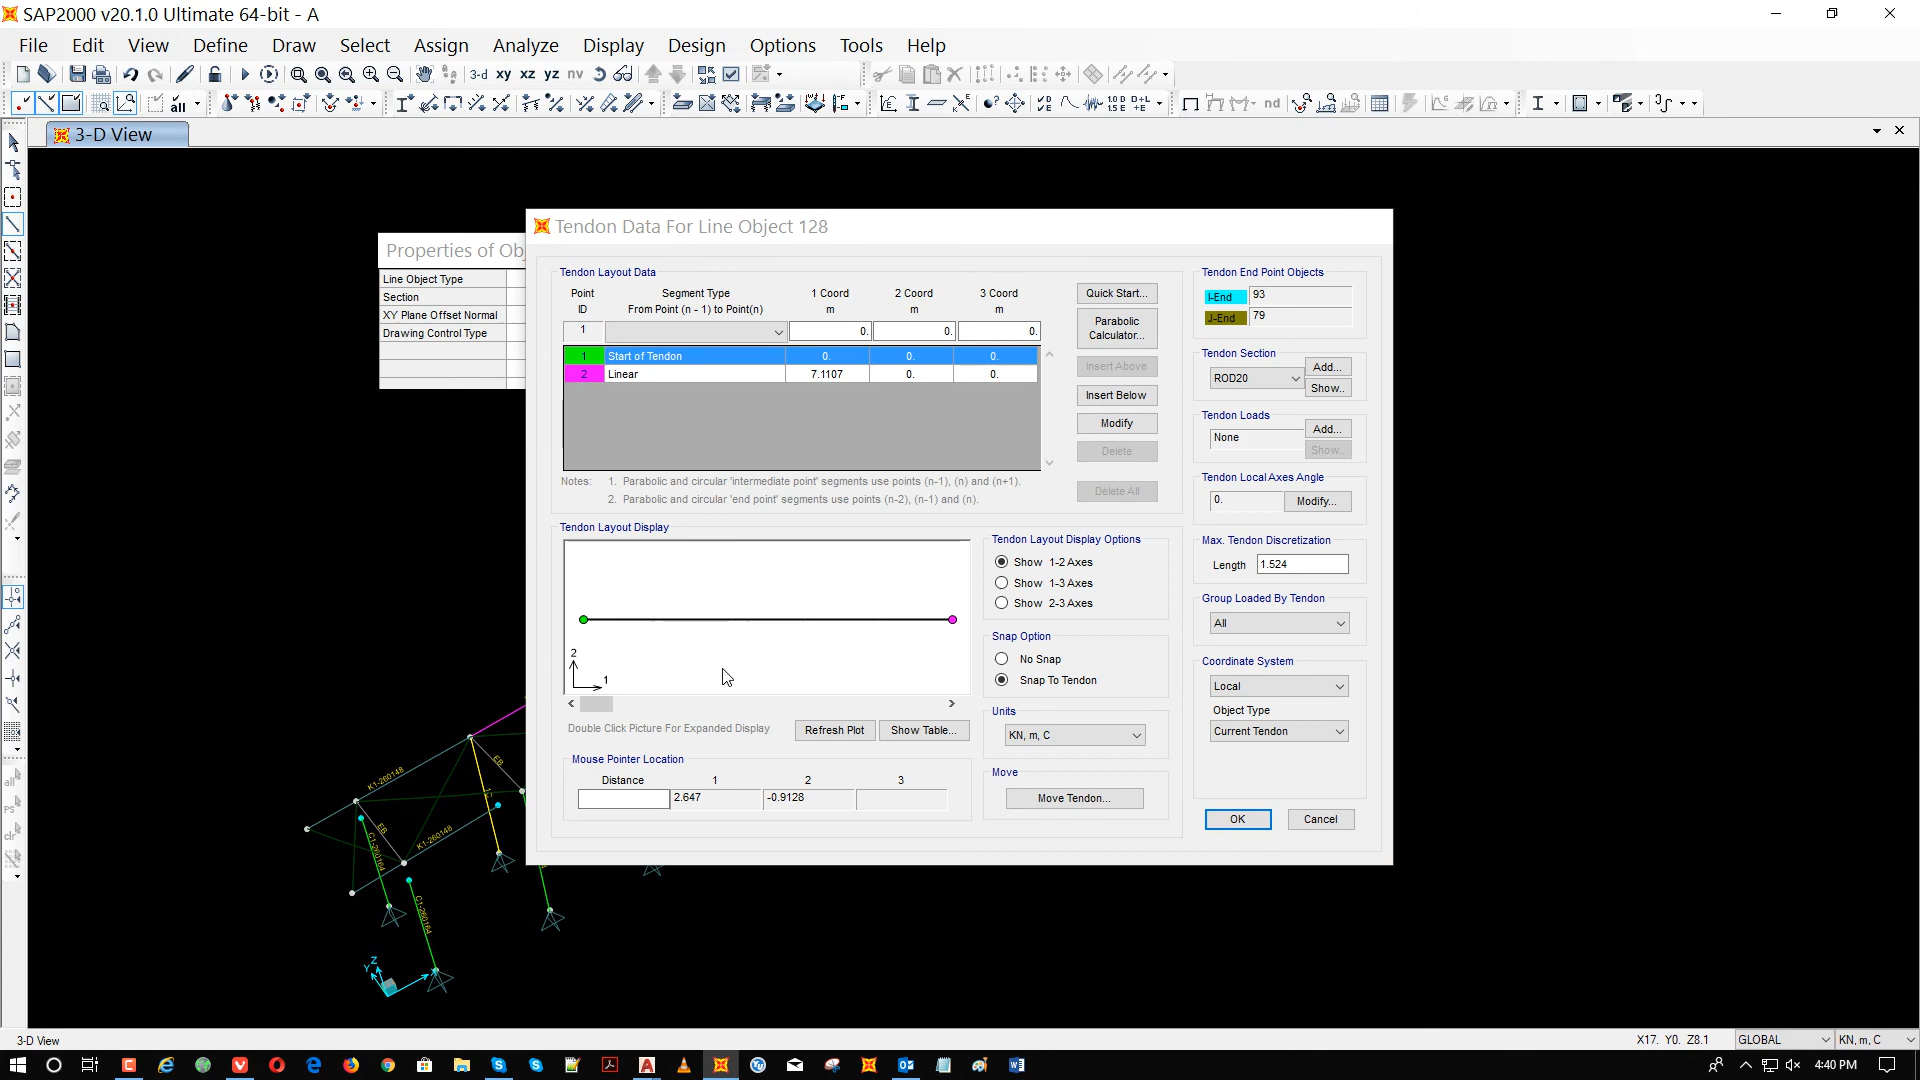 SAP2000 v20.1.0 Ultimate 64-bit - A
File Edit View Define Draw Select Assign Analyze Display Design Options Tools Help
3-d xy xz yz nv
all nd
3-D View
Properties of Ob
Line Object Type
Section
XY Plane Offset Normal
Drawing Control Type
Tendon Data For Line Object 128
Tendon Layout Data
Point Segment Type 1 Coord 2 Coord 3 Coord
ID From Point (n - 1) to Point(n) m m m
1 0. 0. 0.
1 Start of Tendon 0. 0. 0.
2 Linear 7.1107 0. 0.
Quick Start...
Parabolic
Calculator...
Insert Above
Insert Below
Modify
Delete
Delete All
Notes: 1. Parabolic and circular 'intermediate point' segments use points (n-1), (n) and (n+1).
2. Parabolic and circular 'end point' segments use points (n-2), (n-1) and (n).
Tendon Layout Display
2
1
Double Click Picture For Expanded Display
Refresh Plot
Show Table...
Mouse Pointer Location
Distance 1 2 3
2.647 -0.9128
Tendon Layout Display Options
Show 1-2 Axes
Show 1-3 Axes
Show 2-3 Axes
Snap Option
No Snap
Snap To Tendon
Units
KN, m, C
Move
Move Tendon...
Tendon End Point Objects
I-End 93
J-End 79
Tendon Section
ROD20
Add...
Show..
Tendon Loads
None
Add...
Show..
Tendon Local Axes Angle
0.
Modify...
Max. Tendon Discretization
Length 1.524
Group Loaded By Tendon
All
Coordinate System
Local
Object Type
Current Tendon
OK
Cancel
K1-260148
EB
EB
K1-260148
C1-260164
C1-260164
Z
Y
3-D View
X17. Y0. Z8.1
GLOBAL
KN, m, C
4:40 PM